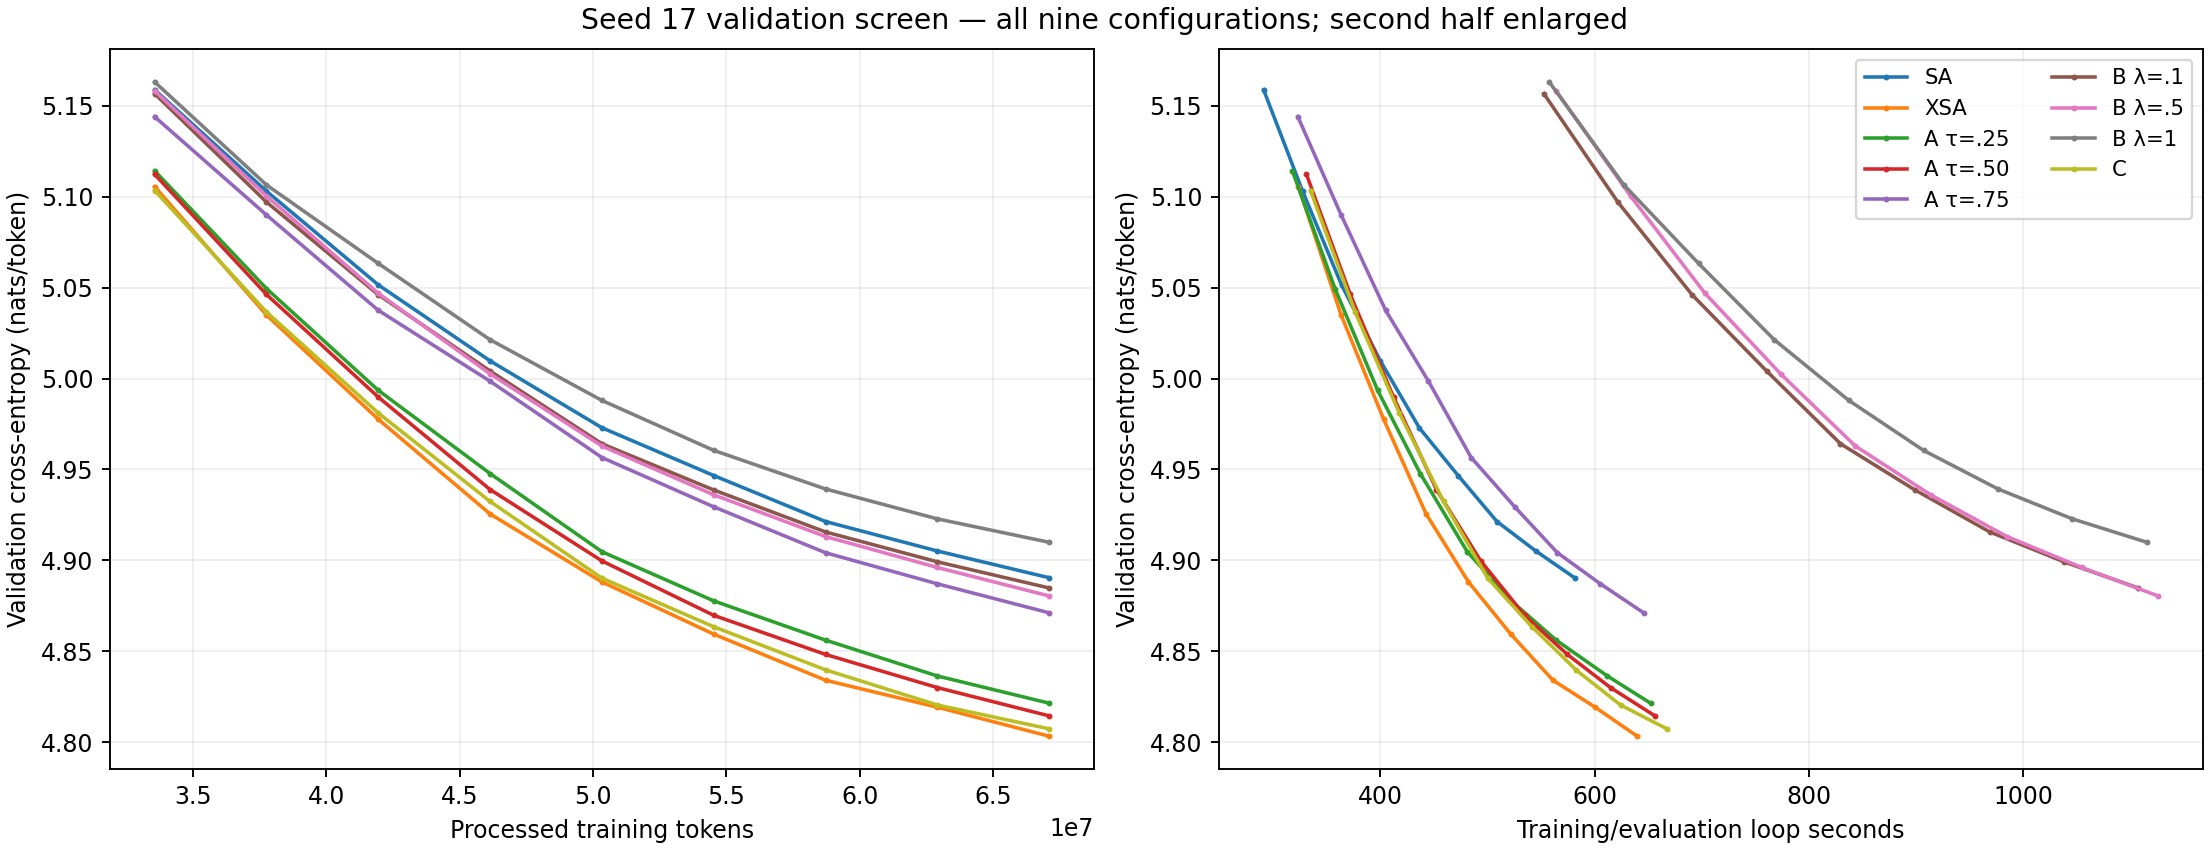 Seed 17 validation screen — all nine configurations; second half enlarged
Validation cross-entropy (nats/token)
5.15
5.10
5.05
5.00
4.95
4.90
4.85
4.80
3.5 4.0 4.5 5.0 5.5 6.0 6.5
1e7
Processed training tokens
Validation cross-entropy (nats/token)
5.15
5.10
5.05
5.00
4.95
4.90
4.85
4.80
400 600 800 1000
Training/evaluation loop seconds
SA
XSA
A τ=.25
A τ=.50
A τ=.75
B λ=.1
B λ=.5
B λ=1
C